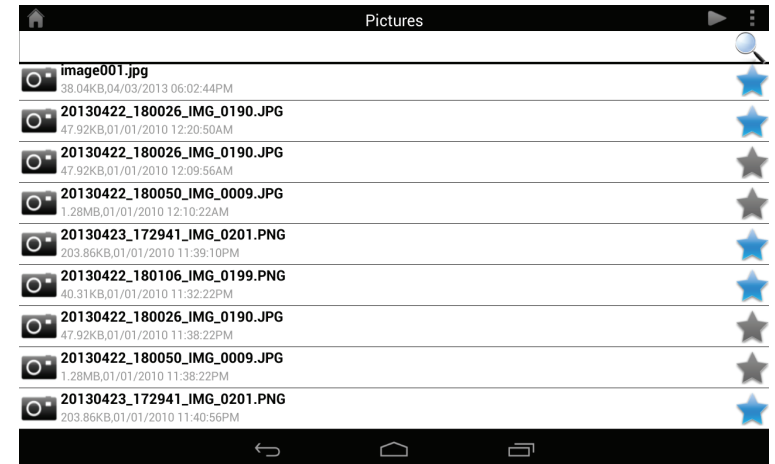 Pictures
image001.jpg
38.04KB,04/03/2013 06:02:44PM
20130422_180026_IMG_0190.JPG
47.92KB,01/01/2010 12:20:50AM
20130422_180026_IMG_0190.JPG
47.92KB,01/01/2010 12:09:56AM
20130422_180050_IMG_0009.JPG
1.28MB,01/01/2010 12:10:22AM
20130423_172941_IMG_0201.PNG
203.86KB,01/01/2010 11:39:10PM
20130422_180106_IMG_0199.PNG
40.31KB,01/01/2010 11:32:22PM
20130422_180026_IMG_0190.JPG
47.92KB,01/01/2010 11:38:22PM
20130422_180050_IMG_0009.JPG
1.28MB,01/01/2010 11:38:22PM
20130423_172941_IMG_0201.PNG
203.86KB,01/01/2010 11:40:56PM